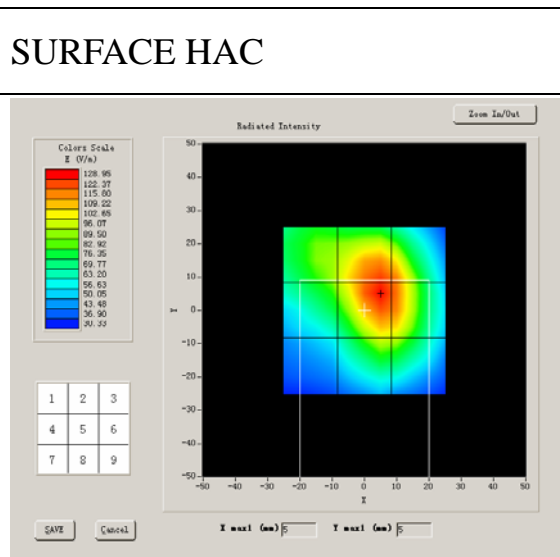 SURFACE HAC
Zoom In/Out
Radiated Intensity
Colors Scale
E (V/m)
128.95
122.37
115.80
109.22
102.65
96.07
89.50
82.92
76.35
69.77
63.20
56.63
50.05
43.48
36.90
30.33
50
40
30
20
10
0
-10
-20
-30
-40
-50
Y
-50 -40 -30 -20 -10 0 10 20 30 40 50
X
1 2 3
4 5 6
7 8 9
SAVE Cancel
X maxi (mm) 5 Y maxi (mm) 5